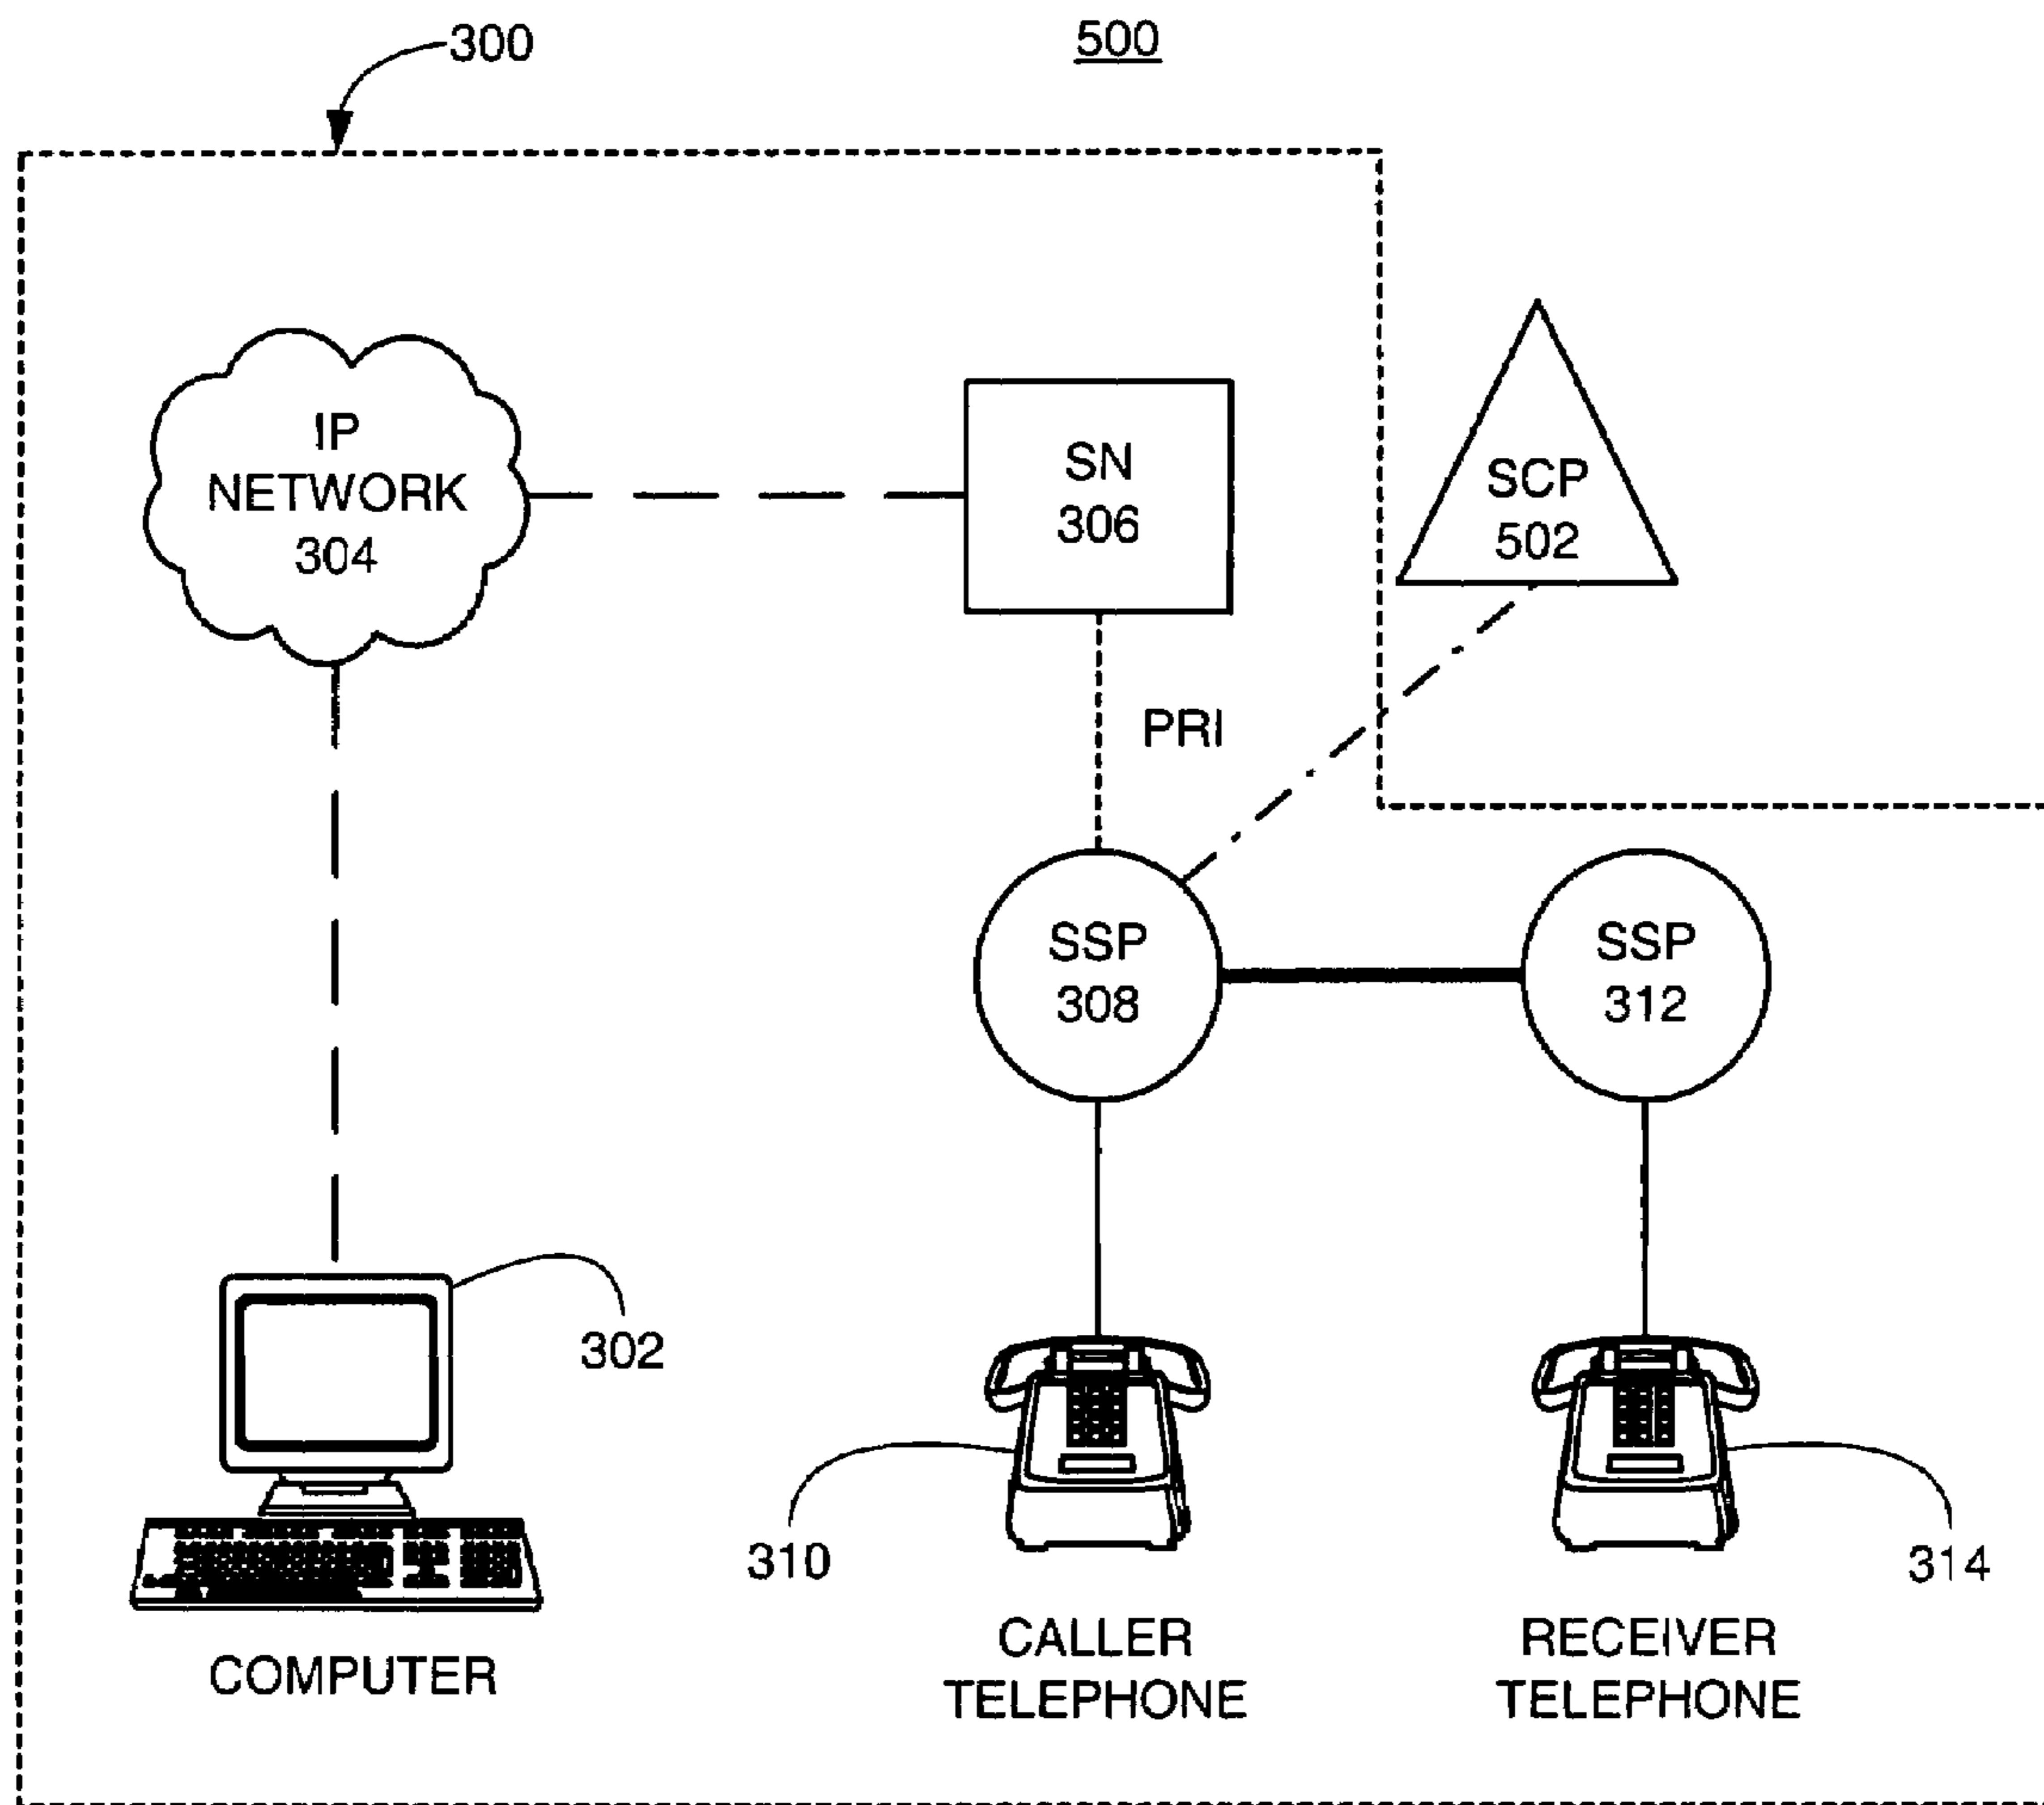 300
500
IP
NETWORK
304
SN
306
SCP
502
PRI
SSP
308
SSP
312
302
310
314
COMPUTER
CALLER
TELEPHONE
RECEIVER
TELEPHONE